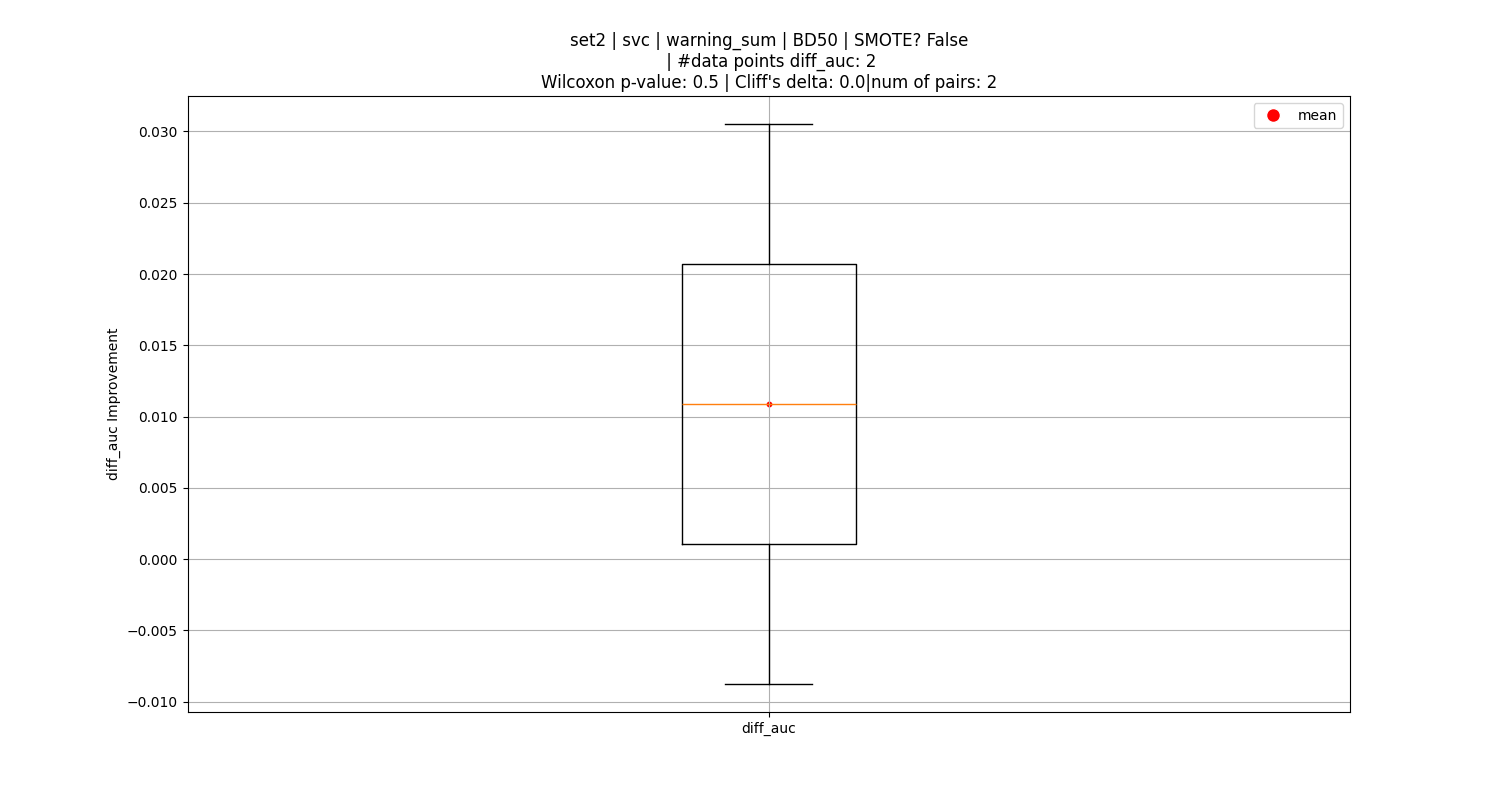 set2 | svc | warning_sum | BD50 | SMOTE? False
| #data points diff_auc: 2
Wilcoxon p-value: 0.5 | Cliff's delta: 0.0|num of pairs: 2
mean
0.030
0.025
0.020
0.015
0.010
0.005
0.000
−0.005
−0.010
diff_auc Improvement
diff_auc